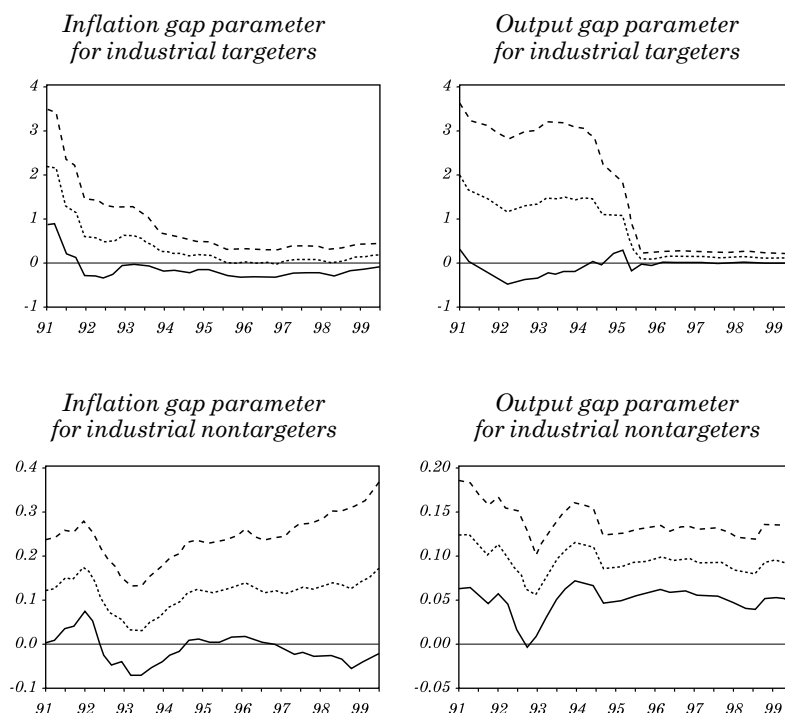 Inflation gap parameter
for industrial targeters
4
3
2
1
0
-1
91 92 93 94 95 96 97 98 99
Output gap parameter
for industrial targeters
4
3
2
1
0
-1
91 92 93 94 95 96 97 98 99
Inflation gap parameter
for industrial nontargeters
0.4
0.3
0.2
0.1
0.0
-0.1
91 92 93 94 95 96 97 98 99
Output gap parameter
for industrial nontargeters
0.20
0.15
0.10
0.05
0.00
-0.05
91 92 93 94 95 96 97 98 99